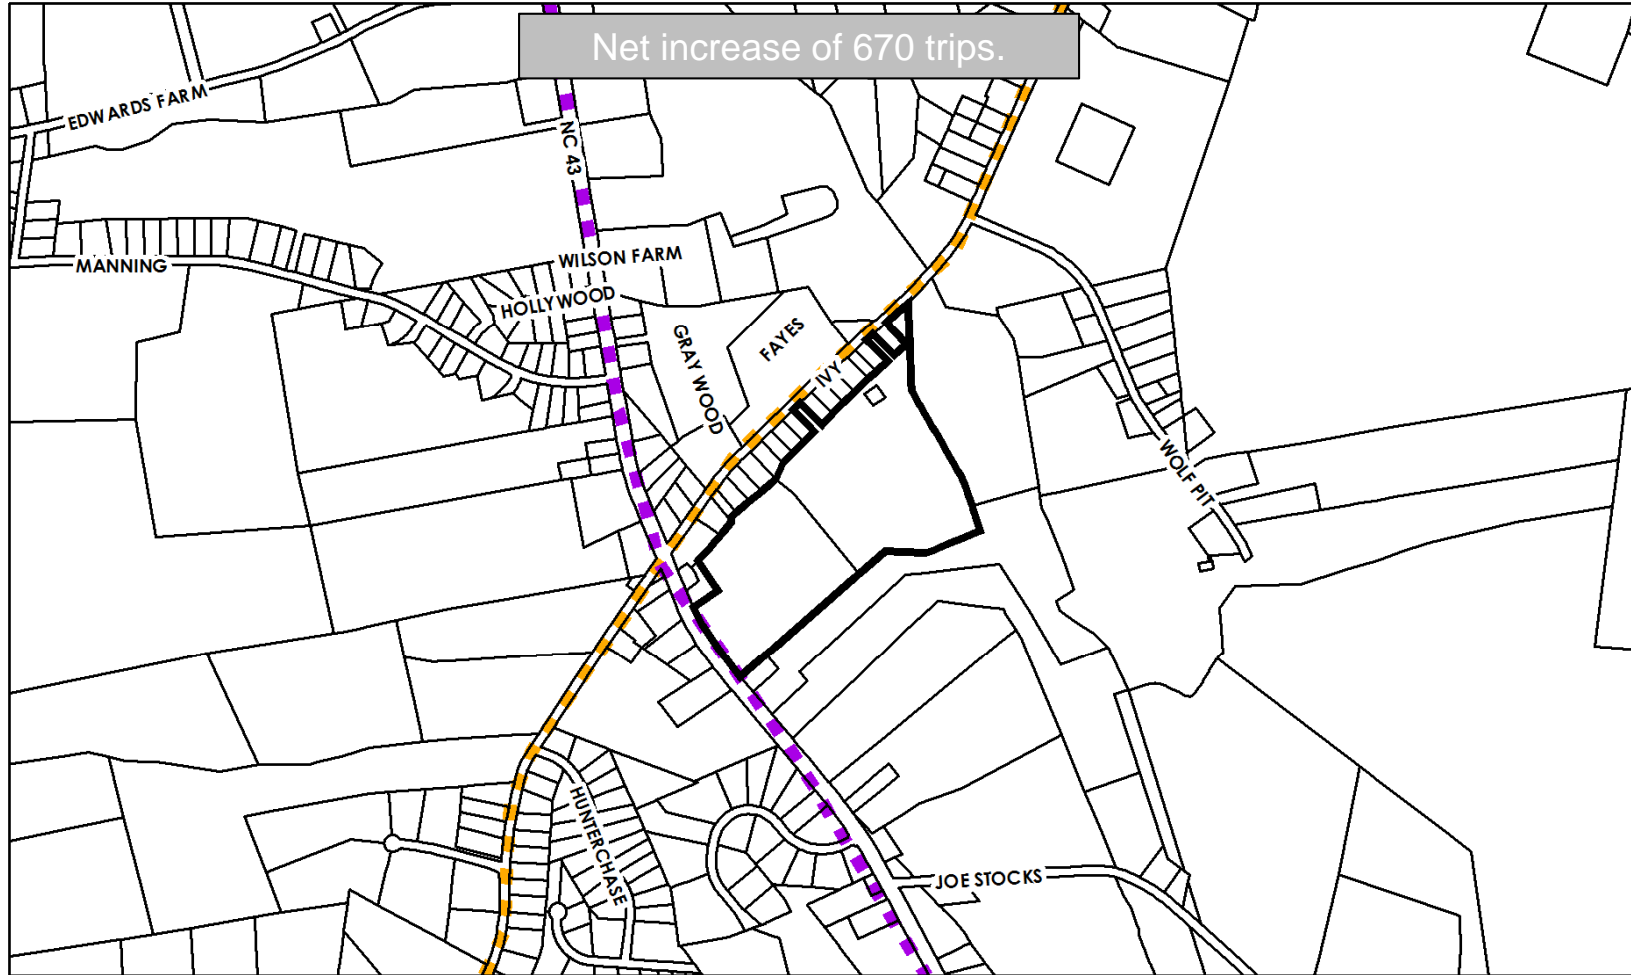 Net increase of 670 trips.
EDWARDS FARM
NC 43
MANNING
WILSON FARM
HOLLYWOOD
GRAY WOOD
FAYES
IVY
WOLF PIT
HUNTERCHASE
JOE STOCKS